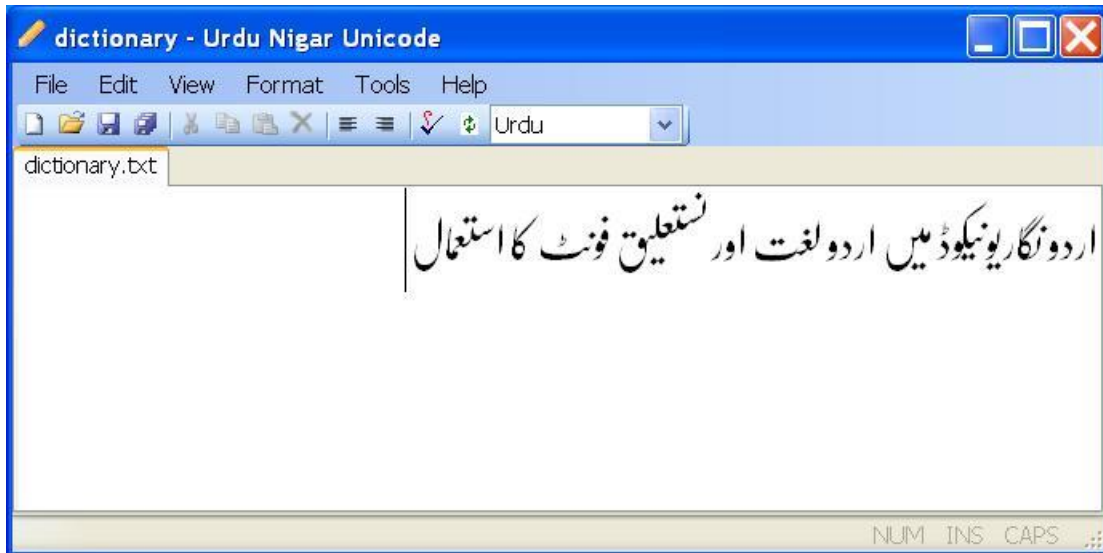 dictionary - Urdu Nigar Unicode
File Edit View Format Tools Help
Urdu
dictionary.txt
اردو نگار یونیکوڈ میں اردو لغت اور نستعلیق فونٹ کا استعمال
NUM INS CAPS